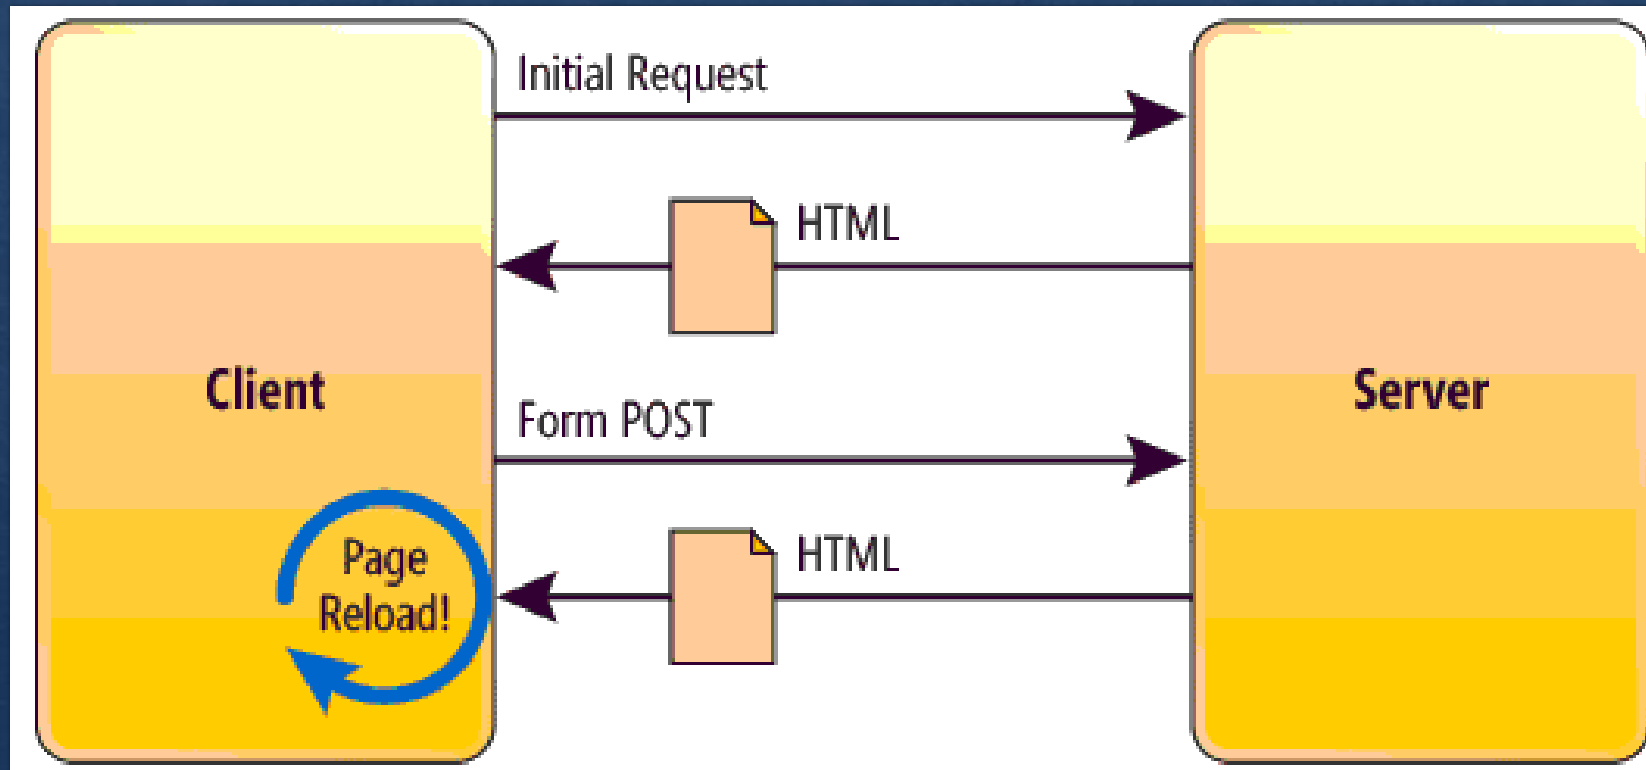 Initial Request
HTML
Client
Server
Form POST
HTML
Page
Reload!